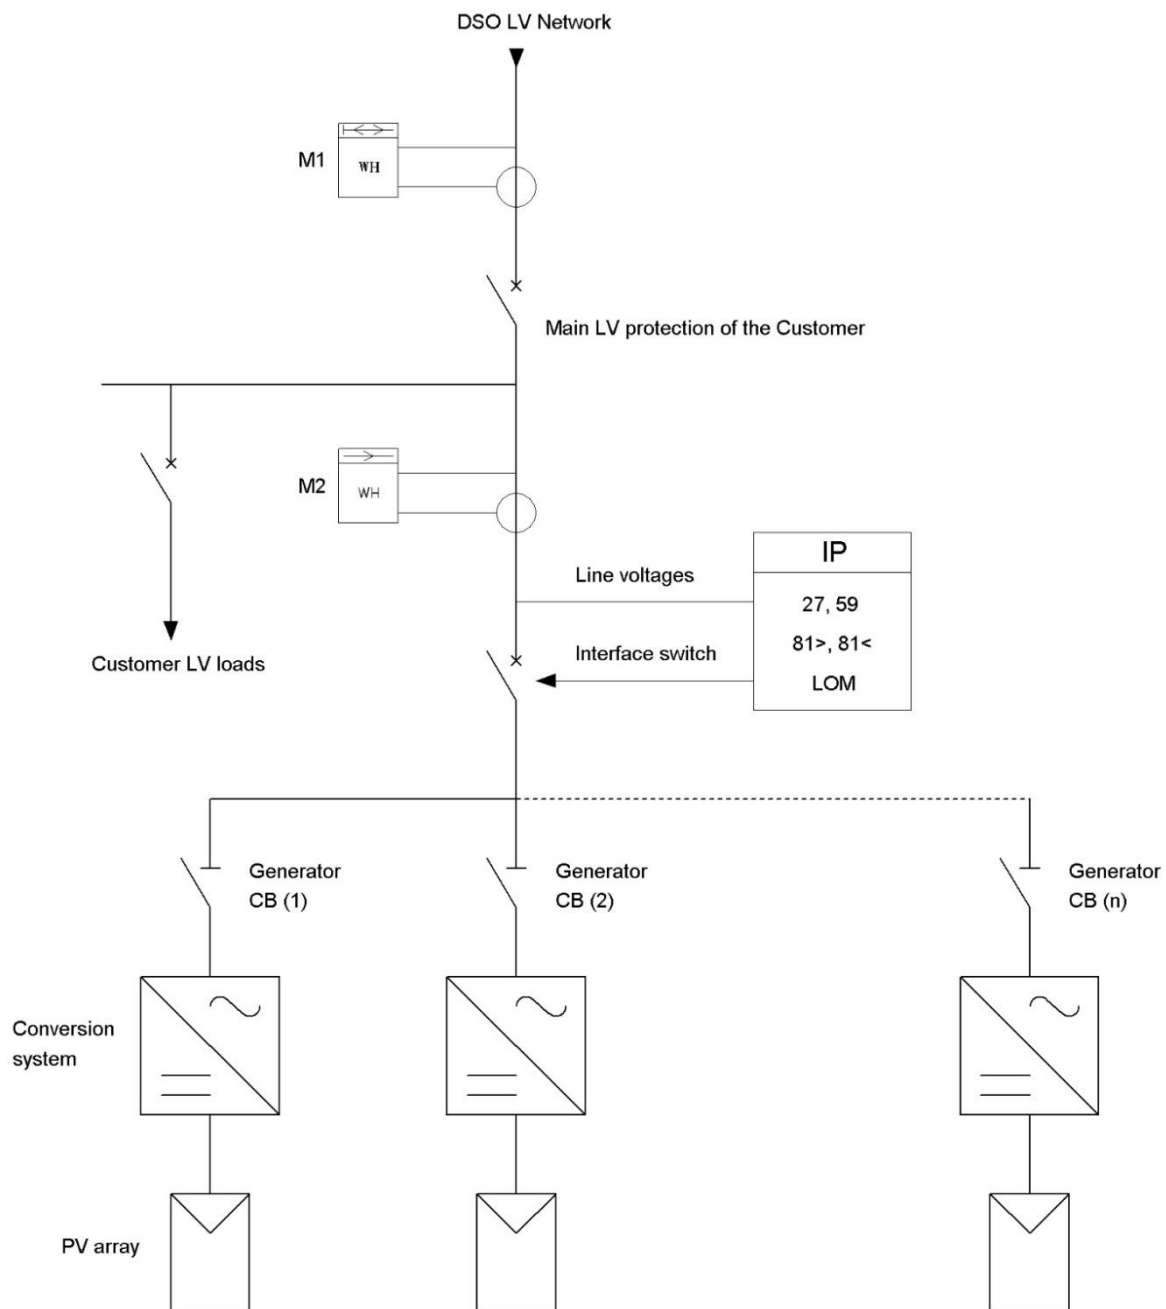 DSO LV Network
M1
WH
Main LV protection of the Customer
M2
WH
IP
Line voltages
27, 59
81>, 81<
Interface switch
LOM
Customer LV loads
Generator
CB (1)
Generator
CB (2)
Generator
CB (n)
Conversion
system
PV array